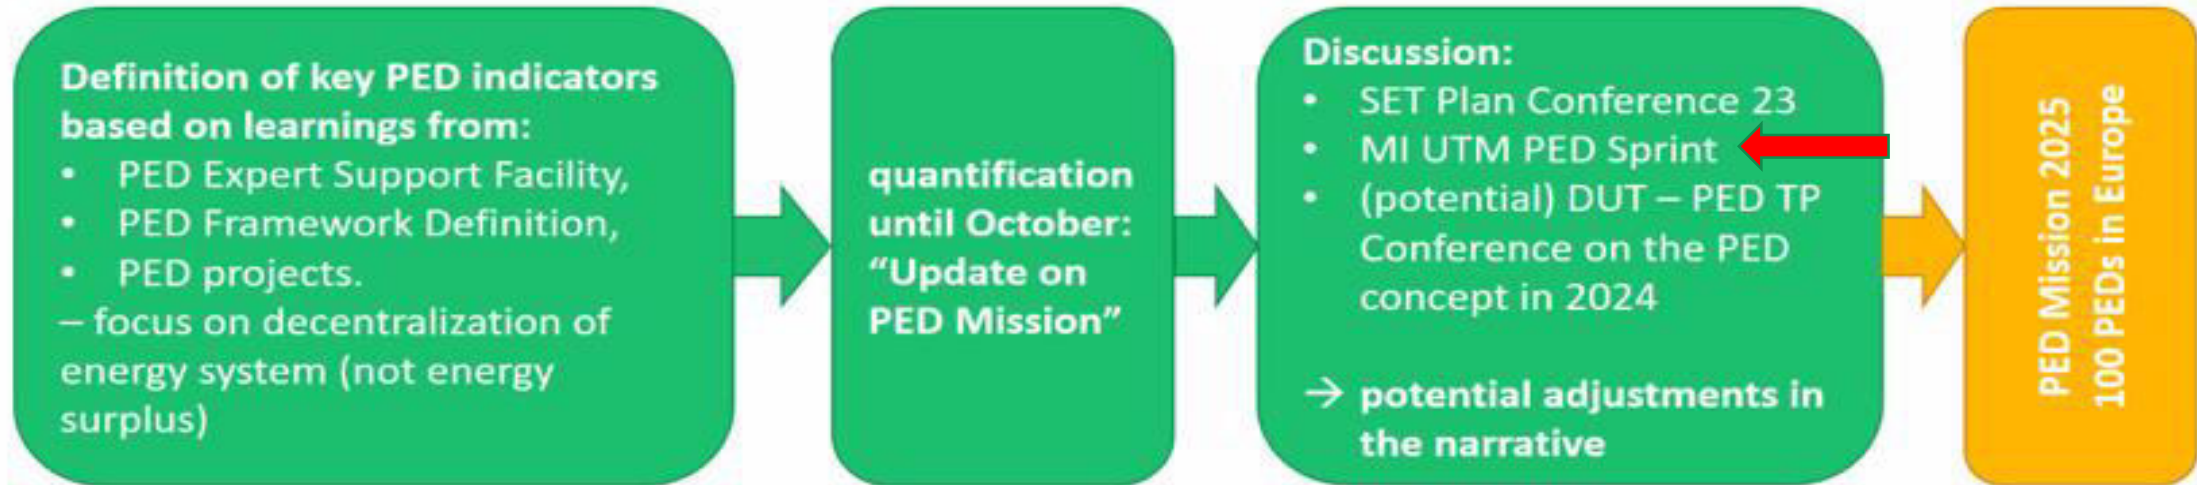 Definition of key PED indicators
based on learnings from:
• PED Expert Support Facility,
• PED Framework Definition,
• PED projects.
– focus on decentralization of
energy system (not energy
surplus)
quantification
until October:
“Update on
PED Mission”
Discussion:
• SET Plan Conference 23
• MI UTM PED Sprint
• (potential) DUT – PED TP
Conference on the PED
concept in 2024
→ potential adjustments in
the narrative
PED Mission 2025
100 PEDs in Europe